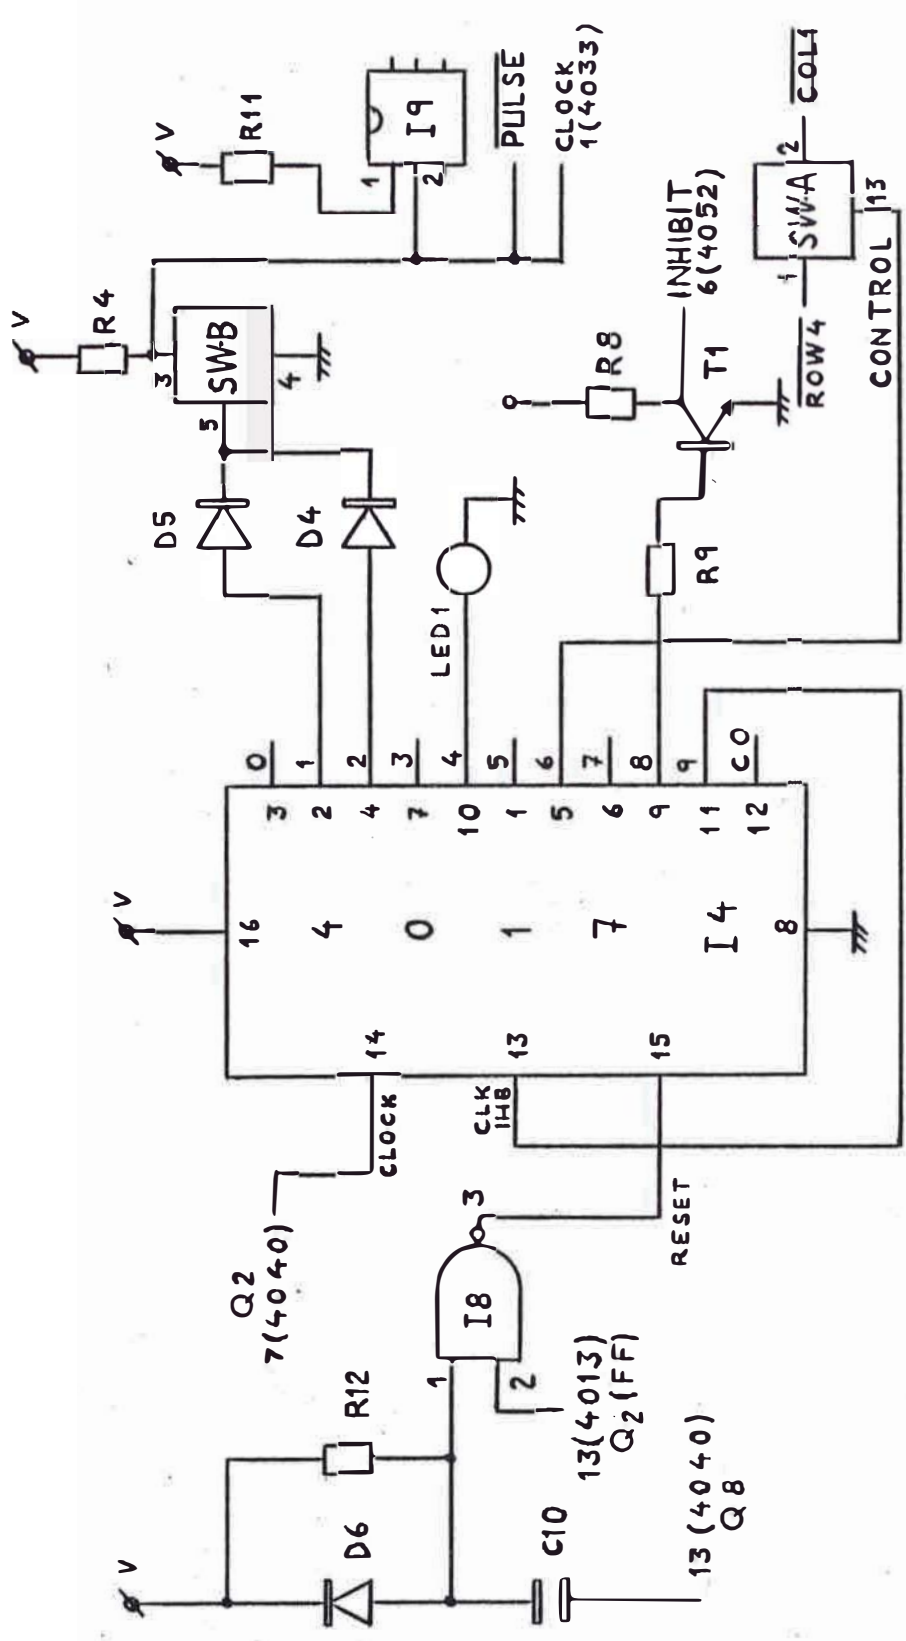 V
R12
D6
C10
13 (4040)
Q8
1
2
I8
3
13(4013)
Q2 (FF)
Q2
7(4040)
CLOCK
CLK
IHB
RESET
V
16
14
13
15
8
4 0 1 7
I4
3 0
2 1
4 2
7 3
10 4
1 5
5 6
6 7
9 8
11 9
12 CO
D5
D4
LED1
R9
R8
T1
INHIBIT
6(4052)
V
R4
3
SW-B
5
4
V
R11
1
2
I9
PULSE
CLOCK
1(4033)
ROW4
1
SW-A
2
COL1
13
CONTROL